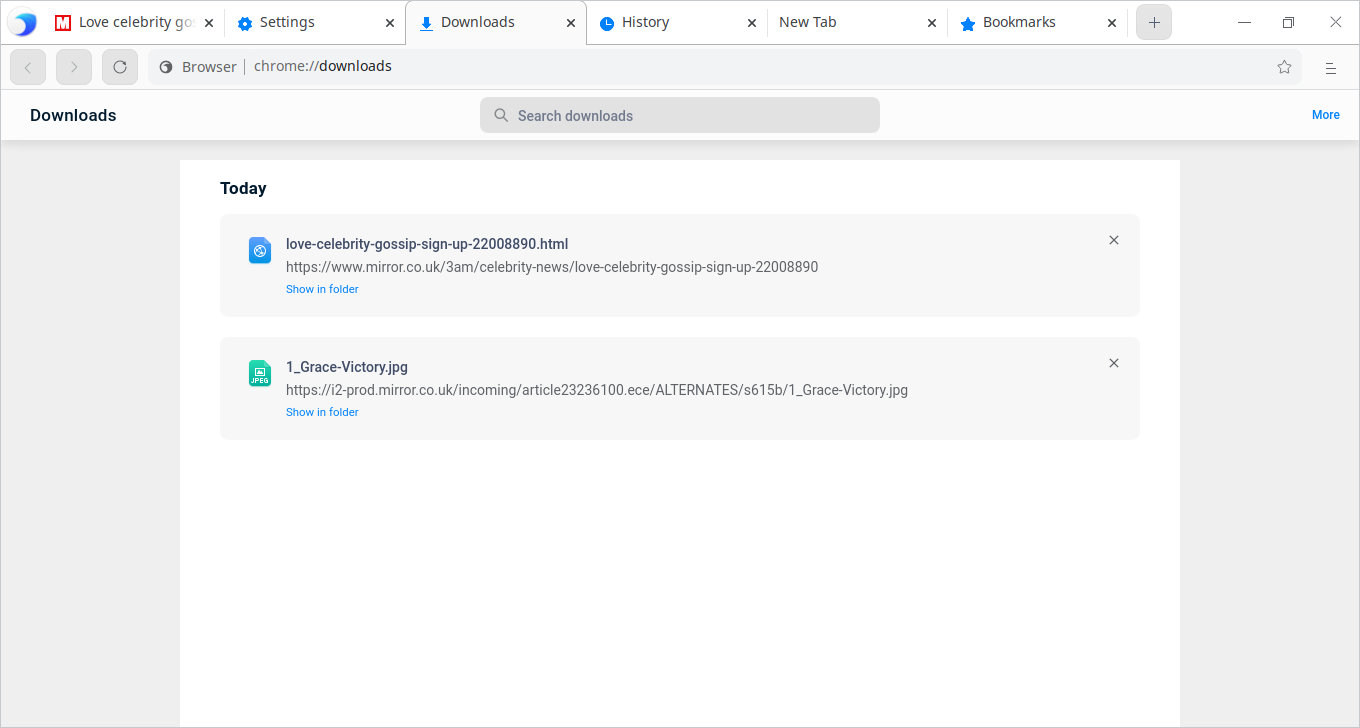 Love celebrity gos
Settings
Downloads
History
New Tab
Bookmarks
Browser
chrome://downloads
Downloads
Search downloads
More
Today
love-celebrity-gossip-sign-up-22008890.html
https://www.mirror.co.uk/3am/celebrity-news/love-celebrity-gossip-sign-up-22008890
Show in folder
JPEG
1_Grace-Victory.jpg
https://i2-prod.mirror.co.uk/incoming/article23236100.ece/ALTERNATES/s615b/1_Grace-Victory.jpg
Show in folder